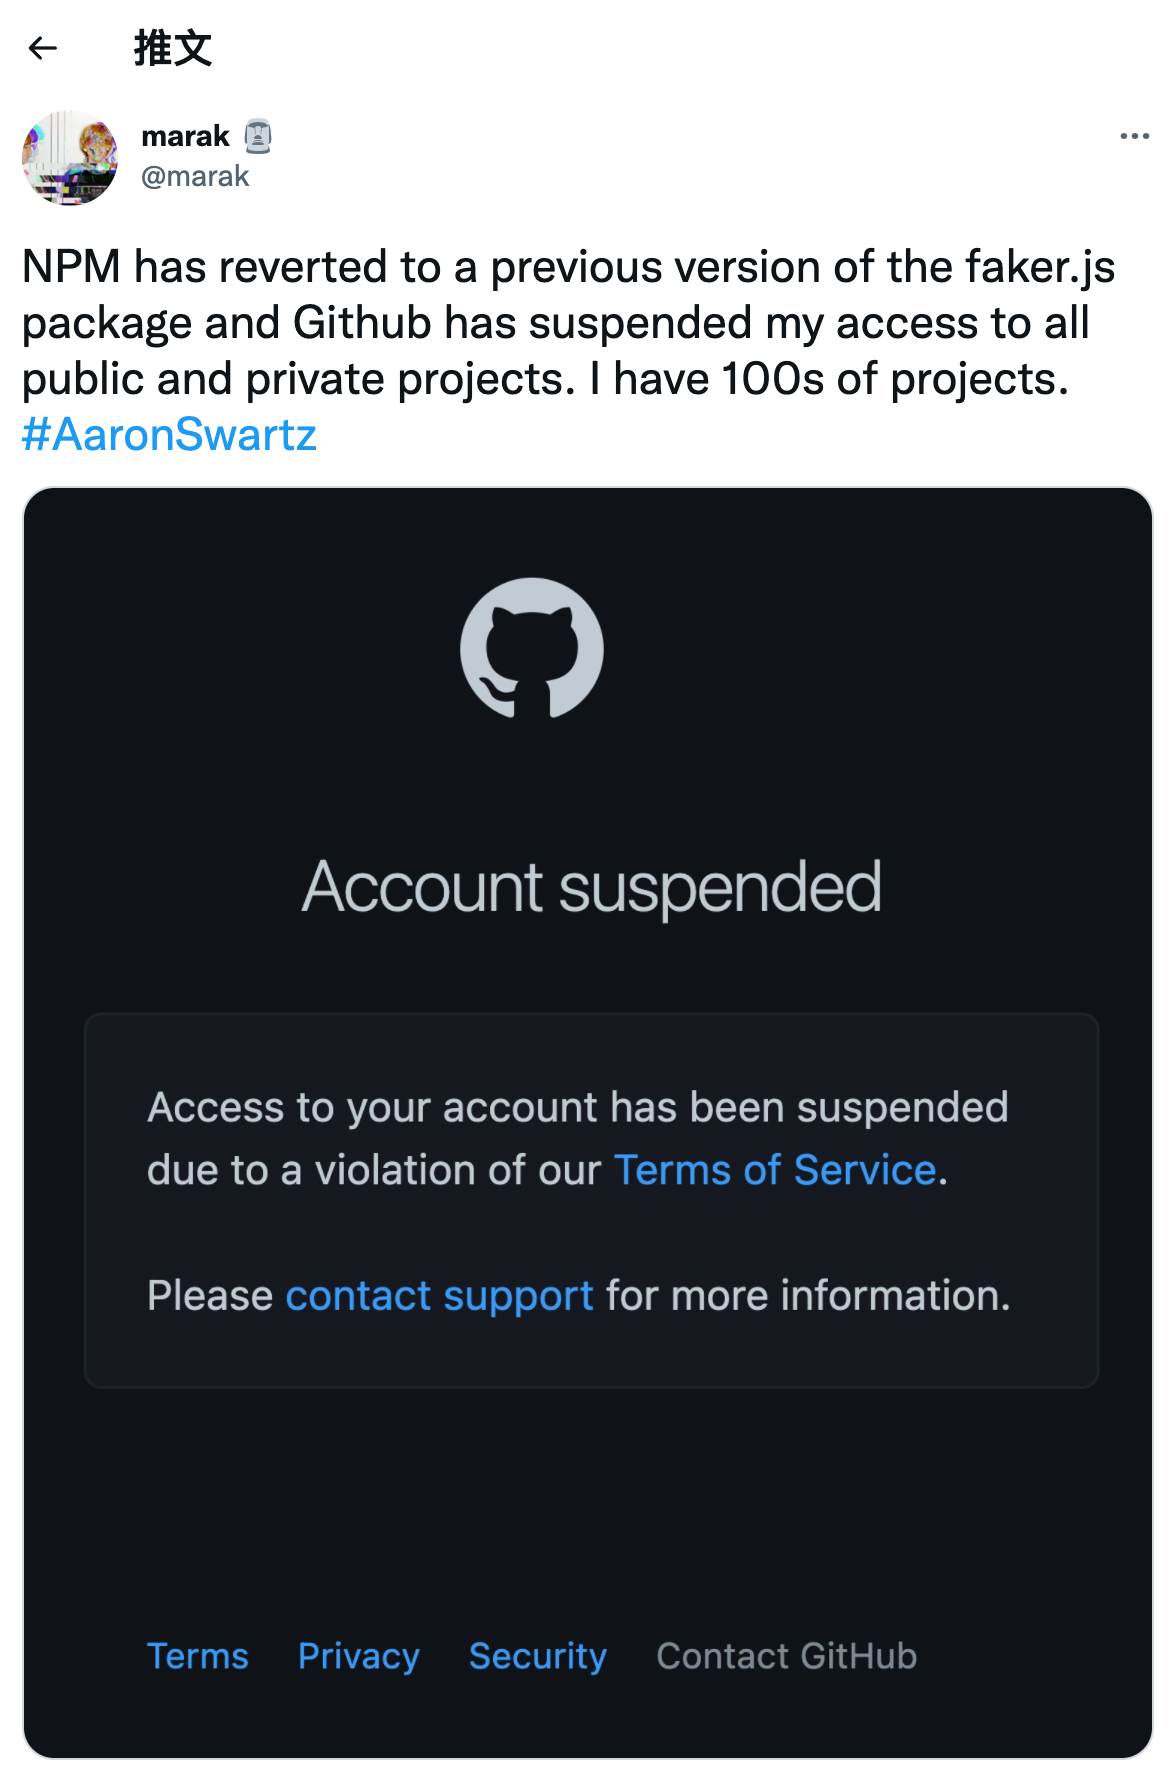 推文
marak
@marak
NPM has reverted to a previous version of the faker.js
package and Github has suspended my access to all
public and private projects. I have 100s of projects.
#AaronSwartz
Account suspended
Access to your account has been suspended
due to a violation of our Terms of Service.
Please contact support for more information.
Terms Privacy Security Contact GitHub